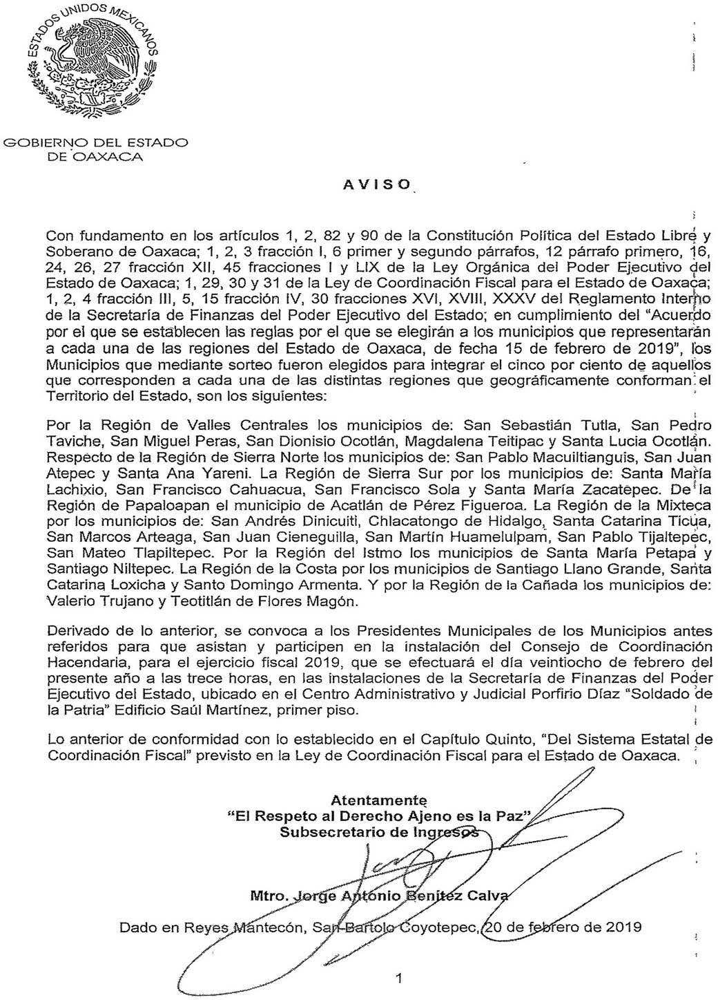 ESTADOS UNIDOS MEXICANOS
GOBIERNO DEL ESTADO
DE OAXACA
AVISO
Con fundamento en los artículos 1, 2, 82 y 90 de la Constitución Política del Estado Libre y
Soberano de Oaxaca; 1, 2, 3 fracción I, 6 primer y segundo párrafos, 12 párrafo primero, 16,
24, 26, 27 fracción XII, 45 fracciones I y LIX de la Ley Orgánica del Poder Ejecutivo del
Estado de Oaxaca; 1, 29, 30 y 31 de la Ley de Coordinación Fiscal para el Estado de Oaxaca;
1, 2, 4 fracción III, 5, 15 fracción IV, 30 fracciones XVI, XVIII, XXXV del Reglamento Interno
de la Secretaría de Finanzas del Poder Ejecutivo del Estado; en cumplimiento del “Acuerdo
por el que se establecen las reglas por el que se elegirán a los municipios que representarán
a cada una de las regiones del Estado de Oaxaca, de fecha 15 de febrero de 2019”, los
Municipios que mediante sorteo fueron elegidos para integrar el cinco por ciento de aquellos
que corresponden a cada una de las distintas regiones que geográficamente conforman el
Territorio del Estado, son los siguientes:
Por la Región de Valles Centrales los municipios de: San Sebastián Tutla, San Pedro
Taviche, San Miguel Peras, San Dionisio Ocotlán, Magdalena Teitipac y Santa Lucia Ocotlán.
Respecto de la Región de Sierra Norte los municipios de: San Pablo Macuiltianguis, San Juan
Atepec y Santa Ana Yareni. La Región de Sierra Sur por los municipios de: Santa María
Lachixio, San Francisco Cahuacua, San Francisco Sola y Santa María Zacatepec. De la
Región de Papaloapan el municipio de Acatlán de Pérez Figueroa. La Región de la Mixteca
por los municipios de: San Andrés Dinicuiti, Chlacatongo de Hidalgo, Santa Catarina Ticua,
San Marcos Arteaga, San Juan Cieneguilla, San Martín Huamelulpam, San Pablo Tijaltepec,
San Mateo Tlapiltepec. Por la Región del Istmo los municipios de Santa María Petapa y
Santiago Niltepec. La Región de la Costa por los municipios de Santiago Llano Grande, Santa
Catarina Loxicha y Santo Domingo Armenta. Y por la Región de la Cañada los municipios de:
Valerio Trujano y Teotitlán de Flores Magón.
Derivado de lo anterior, se convoca a los Presidentes Municipales de los Municipios antes
referidos para que asistan y participen en la instalación del Consejo de Coordinación
Hacendaria, para el ejercicio fiscal 2019, que se efectuará el día veintiocho de febrero del
presente año a las trece horas, en las instalaciones de la Secretaría de Finanzas del Poder
Ejecutivo del Estado, ubicado en el Centro Administrativo y Judicial Porfirio Díaz “Soldado de
la Patria” Edificio Saúl Martínez, primer piso.
Lo anterior de conformidad con lo establecido en el Capítulo Quinto, “Del Sistema Estatal de
Coordinación Fiscal” previsto en la Ley de Coordinación Fiscal para el Estado de Oaxaca.
Atentamente
“El Respeto al Derecho Ajeno es la Paz”
Subsecretario de Ingresos
Mtro. Jorge Antonio Benítez Calva
Dado en Reyes Mantecón, San Bartolo Coyotepec, 20 de febrero de 2019
1